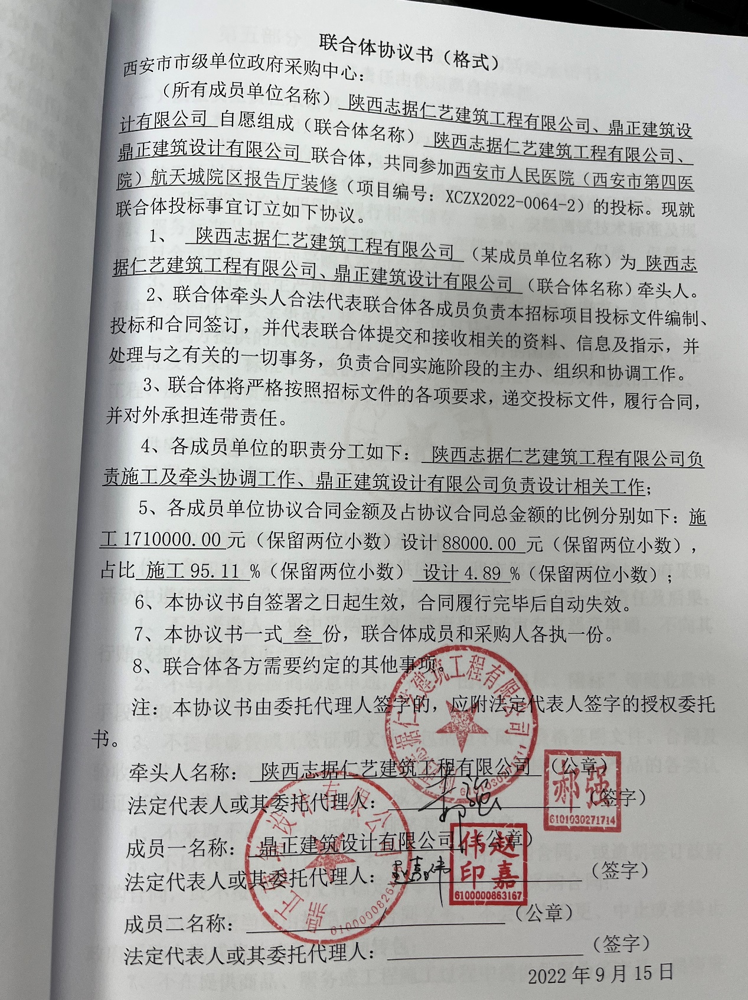 联合体协议书（格式）
西安市市级单位政府采购中心：
（所有成员单位名称）陕西志据仁艺建筑工程有限公司、鼎正建筑设
计有限公司 自愿组成（联合体名称）陕西志据仁艺建筑工程有限公司、
鼎正建筑设计有限公司 联合体，共同参加西安市人民医院（西安市第四医
院）航天城院区报告厅装修（项目编号：XCZX2022-0064-2）的投标。现就
联合体投标事宜订立如下协议。
1、 陕西志据仁艺建筑工程有限公司 （某成员单位名称）为 陕西志
据仁艺建筑工程有限公司、鼎正建筑设计有限公司 （联合体名称）牵头人。
2、联合体牵头人合法代表联合体各成员负责本招标项目投标文件编制、
投标和合同签订，并代表联合体提交和接收相关的资料、信息及指示，并
处理与之有关的一切事务，负责合同实施阶段的主办、组织和协调工作。
3、联合体将严格按照招标文件的各项要求，递交投标文件，履行合同，
并对外承担连带责任。
4、各成员单位的职责分工如下： 陕西志据仁艺建筑工程有限公司负
责施工及牵头协调工作、鼎正建筑设计有限公司负责设计相关工作；
5、各成员单位协议合同金额及占协议合同总金额的比例分别如下：施
工 1710000.00 元（保留两位小数）设计 88000.00 元（保留两位小数），
占比 施工 95.11 %（保留两位小数） 设计 4.89 %（保留两位小数）；
6、本协议书自签署之日起生效，合同履行完毕后自动失效。
7、本协议书一式 叁 份，联合体成员和采购人各执一份。
8、联合体各方需要约定的其他事项。
注：本协议书由委托代理人签字的，应附法定代表人签字的授权委托
书。
牵头人名称： 陕西志据仁艺建筑工程有限公司 （公章）
法定代表人或其委托代理人： 郝强 （签字）
郝强
6101030271714
成员一名称： 鼎正建筑设计有限公司 （公章）
法定代表人或其委托代理人： 赵嘉伟 （签字）
赵嘉伟印
6100000863167
成员二名称： / （公章）
法定代表人或其委托代理人： （签字）
2022 年 9 月 15 日